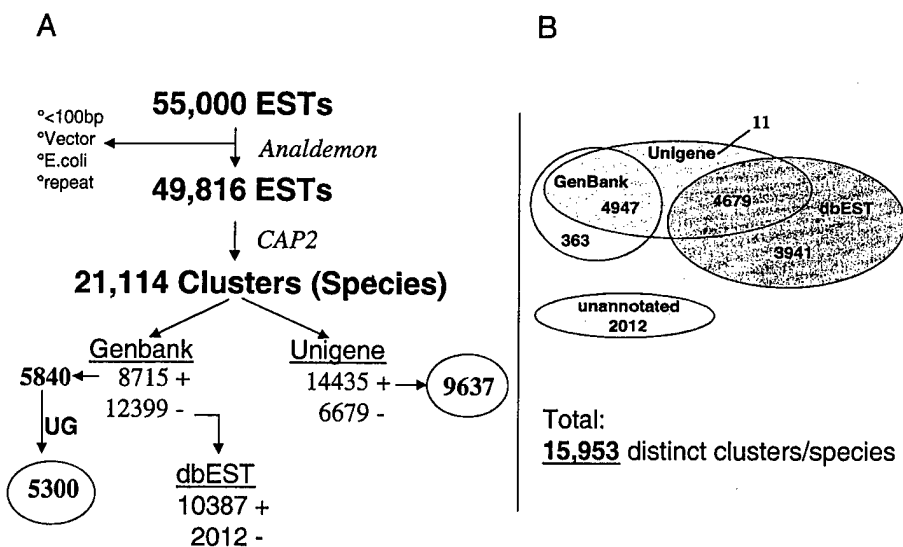 A
55,000 ESTs
°<100bp
°Vector
°E.coli
°repeat
Analdemon
49,816 ESTs
CAP2
21,114 Clusters (Species)
Genbank
8715 +
12399 -
5840
UG
5300
dbEST
10387 +
2012 -
Unigene
14435 +
6679 -
9637
B
11
Unigene
GenBank
4947
363
4679
dbEST
3941
unannotated
2012
Total:
15,953 distinct clusters/species